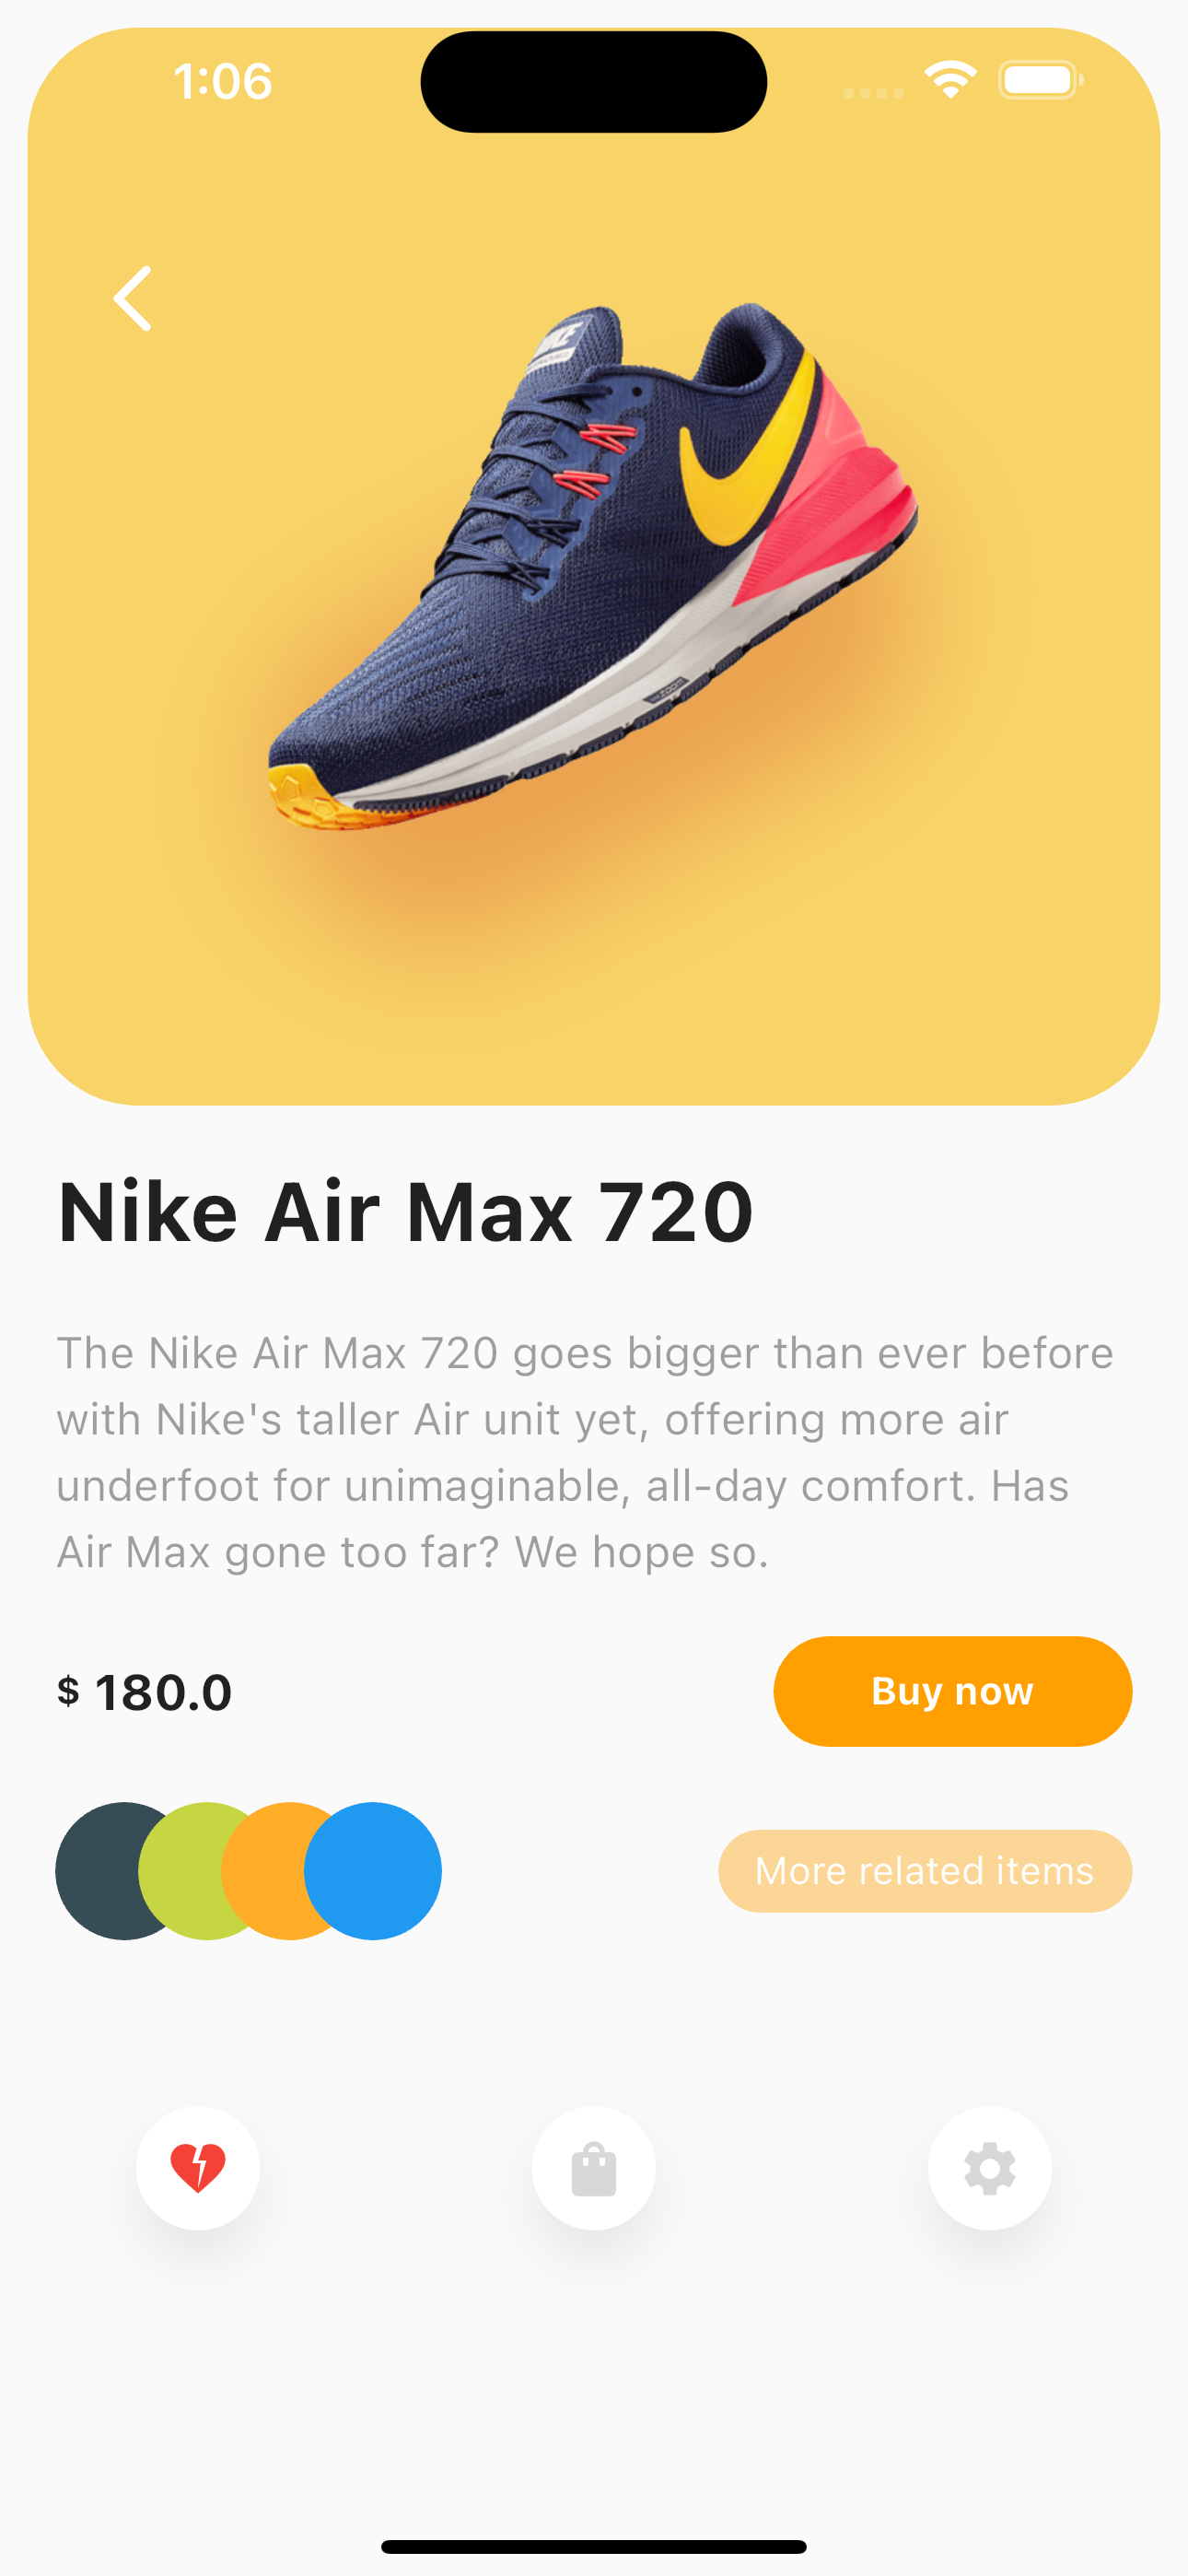 1:06
NIKE
ZOOM
Nike Air Max 720
The Nike Air Max 720 goes bigger than ever before
with Nike's taller Air unit yet, offering more air
underfoot for unimaginable, all-day comfort. Has
Air Max gone too far? We hope so.
$ 180.0
Buy now
More related items